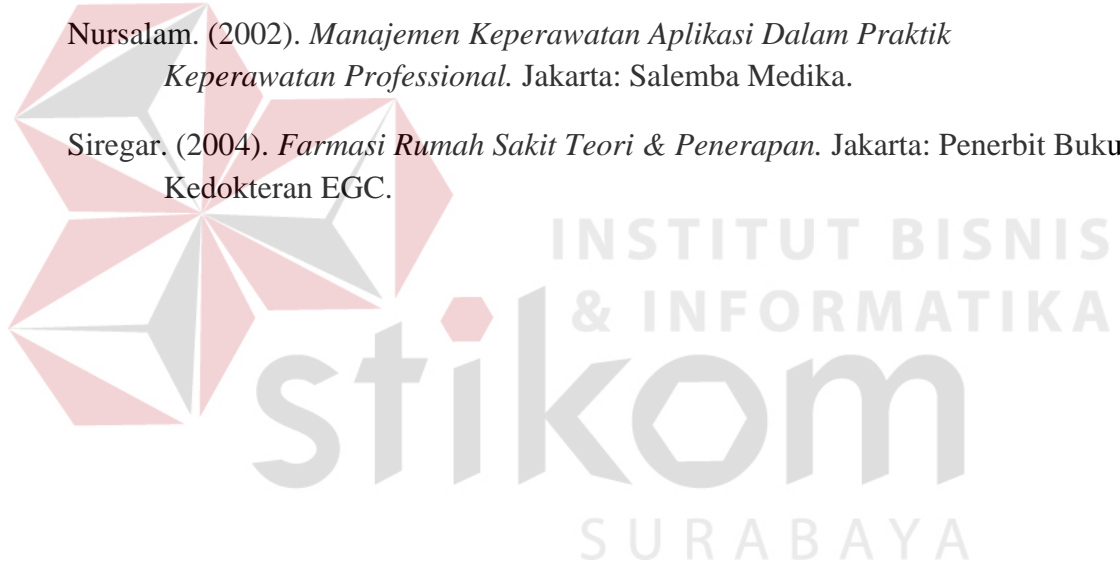 Nursalam. (2002). Manajemen Keperawatan Aplikasi Dalam Praktik
Keperawatan Professional. Jakarta: Salemba Medika.
Siregar. (2004). Farmasi Rumah Sakit Teori & Penerapan. Jakarta: Penerbit Buku
Kedokteran EGC.
INSTITUT BISNIS
& INFORMATIKA
stikom
SURABAYA